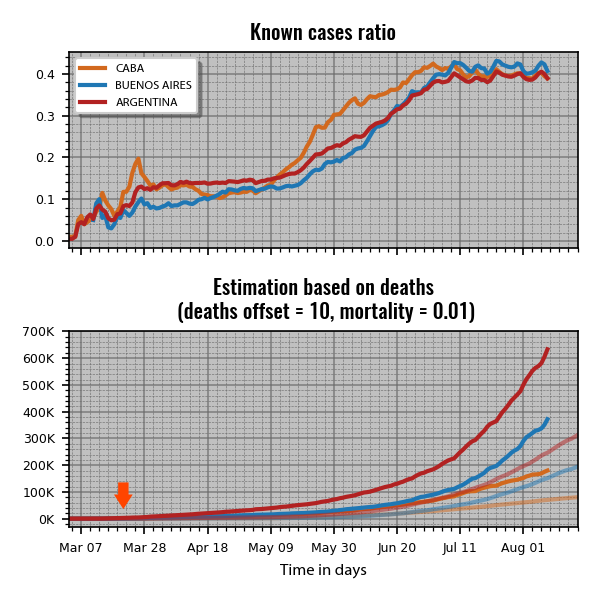 Known cases ratio
CABA
BUENOS AIRES
ARGENTINA
0.4
0.3
0.2
0.1
0.0
Estimation based on deaths
(deaths offset = 10, mortality = 0.01)
700K
600K
500K
400K
300K
200K
100K
0K
Mar 07 Mar 28 Apr 18 May 09 May 30 Jun 20 Jul 11 Aug 01
Time in days